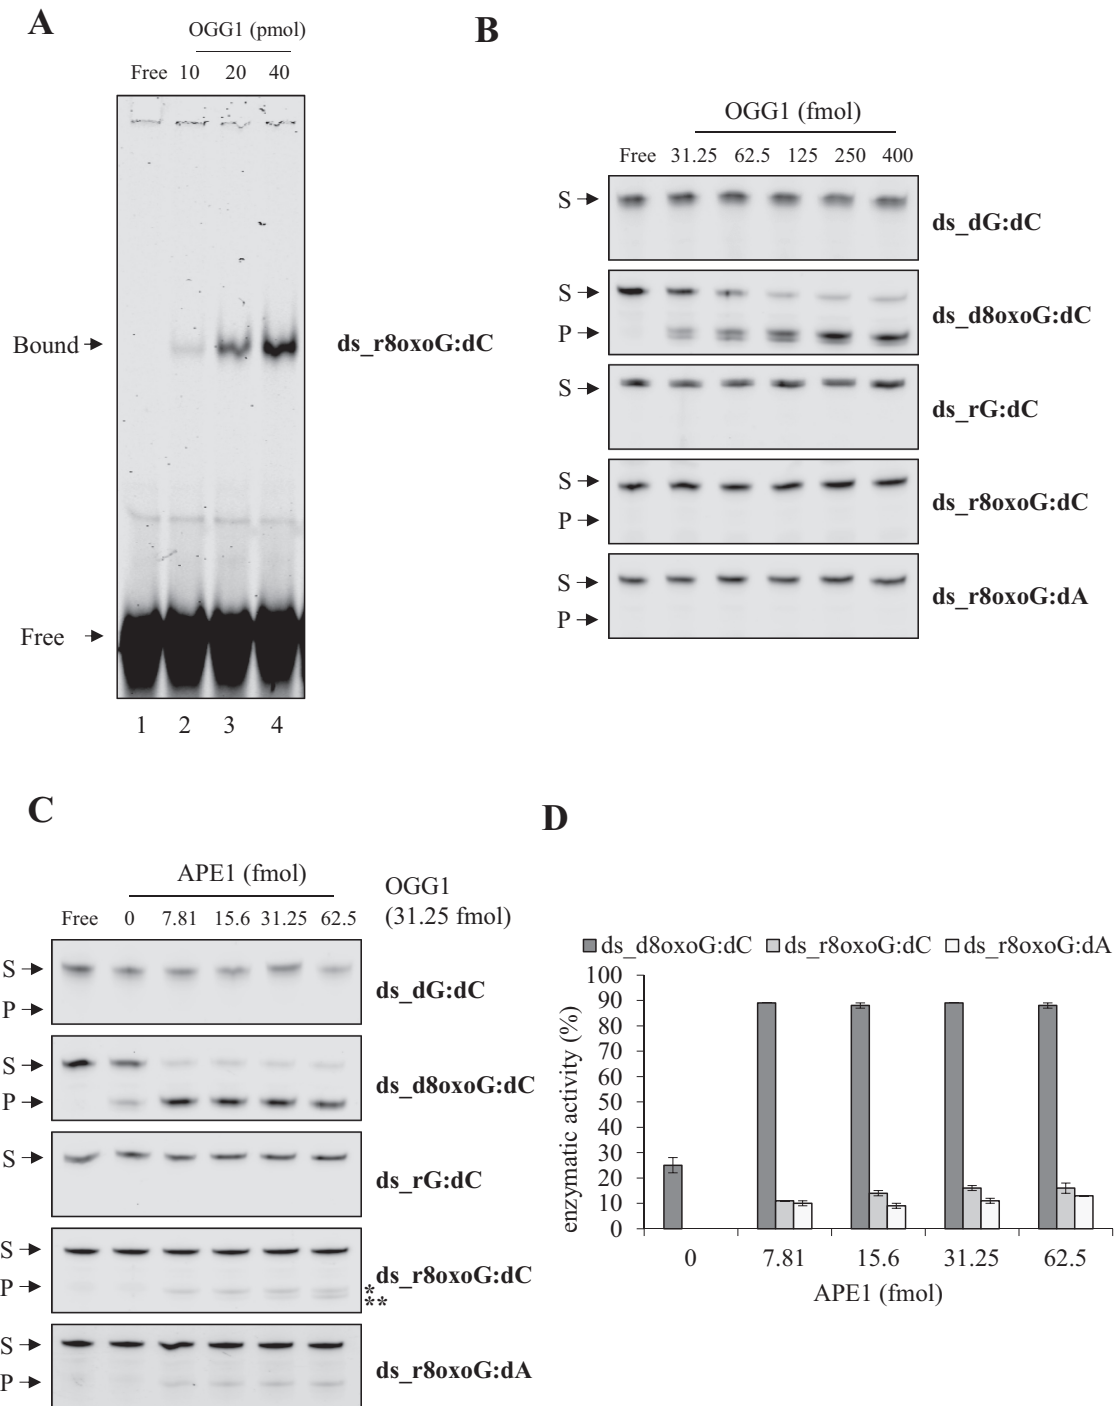 A
OGG1 (pmol)
Free 10 20 40
Bound
ds_r8oxoG:dC
Free
1 2 3 4
B
OGG1 (fmol)
Free 31.25 62.5 125 250 400
S
ds_dG:dC
S
P
ds_d8oxoG:dC
S
ds_rG:dC
S
P
ds_r8oxoG:dC
S
P
ds_r8oxoG:dA
C
APE1 (fmol)
OGG1
(31.25 fmol)
Free 0 7.81 15.6 31.25 62.5
S
P
ds_dG:dC
S
P
ds_d8oxoG:dC
S
ds_rG:dC
S
P
ds_r8oxoG:dC
*
**
S
P
ds_r8oxoG:dA
D
ds_d8oxoG:dC ds_r8oxoG:dC ds_r8oxoG:dA
enzymatic activity (%)
100
90
80
70
60
50
40
30
20
10
0
0 7.81 15.6 31.25 62.5
APE1 (fmol)